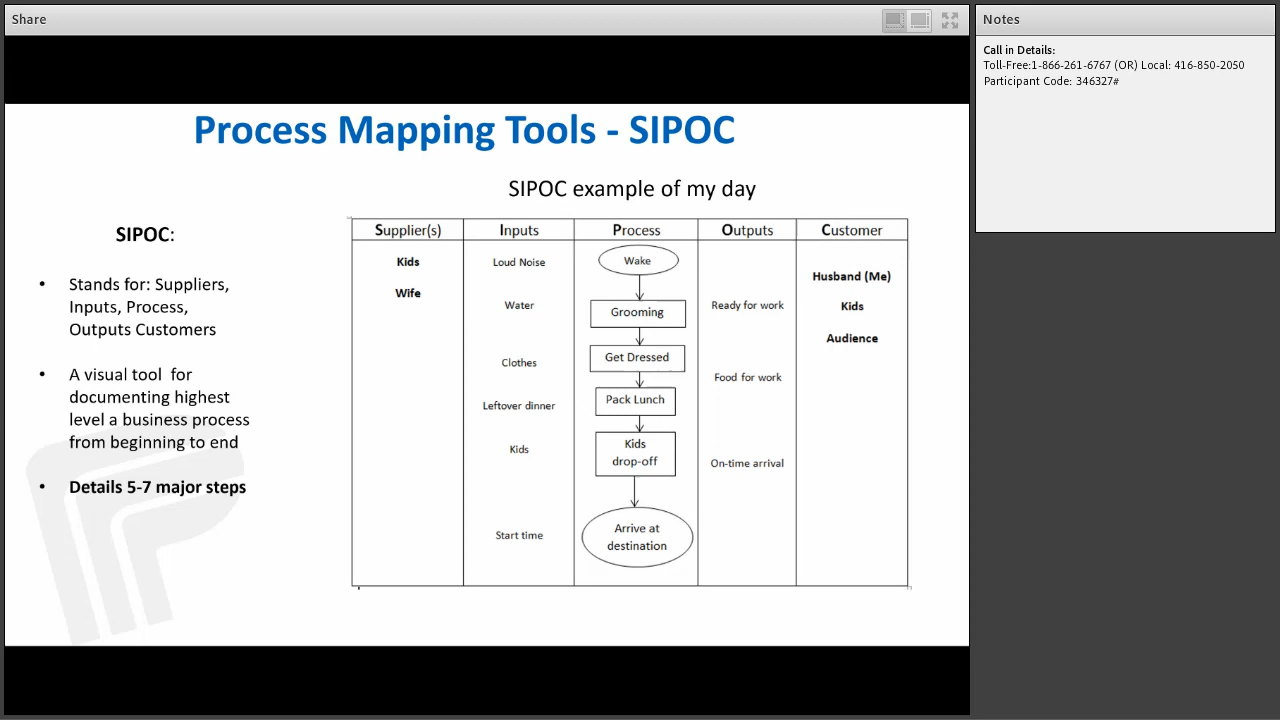 Share
Notes
Call in Details:
Toll-Free:1-866-261-6767 (OR) Local: 416-850-2050
Participant Code: 346327#
Process Mapping Tools - SIPOC
SIPOC example of my day
SIPOC:
• Stands for: Suppliers,
Inputs, Process,
Outputs Customers
• A visual tool for
documenting highest
level a business process
from beginning to end
• Details 5-7 major steps
Supplier(s)
Inputs
Process
Outputs
Customer
Kids
Wife
Loud Noise
Water
Clothes
Leftover dinner
Kids
Start time
Wake
Grooming
Get Dressed
Pack Lunch
Kids
drop-off
Arrive at
destination
Ready for work
Food for work
On-time arrival
Husband (Me)
Kids
Audience